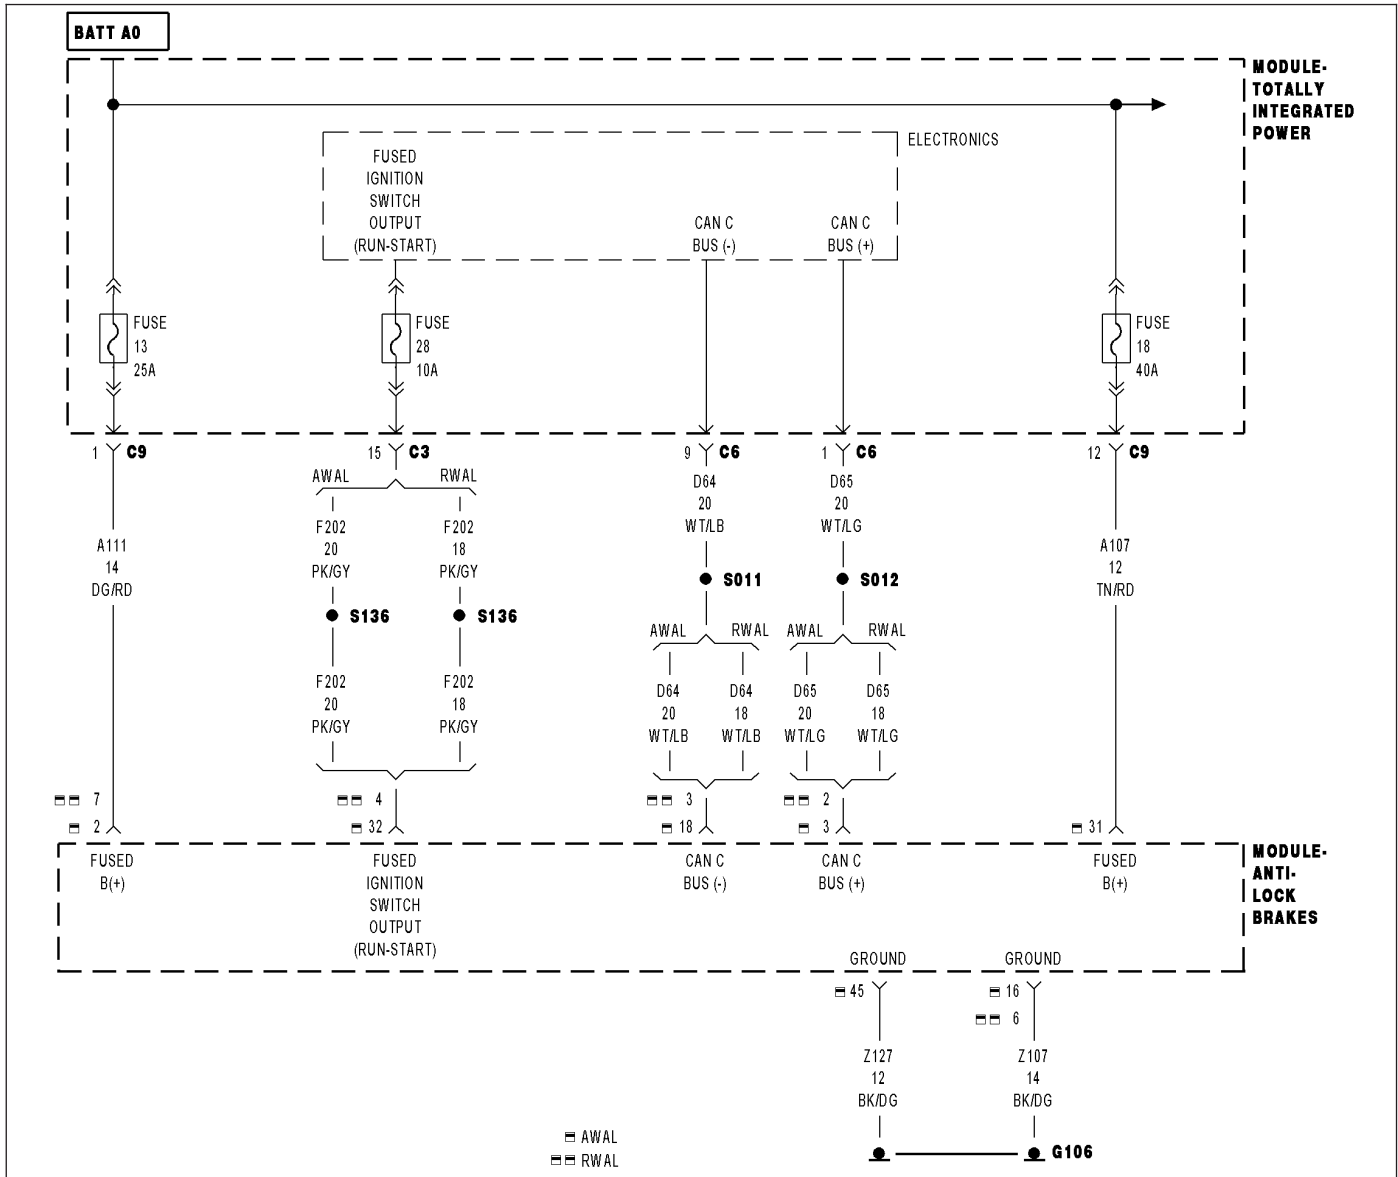 BATT A0
MODULE-
TOTALLY
INTEGRATED
POWER
ELECTRONICS
FUSED
IGNITION
SWITCH
OUTPUT
(RUN-START)
CAN C
BUS (-)
CAN C
BUS (+)
FUSE
13
25A
FUSE
28
10A
FUSE
18
40A
1 C9
15 C3
9 C6
1 C6
12 C9
AWAL RWAL
D64
20
WT/LB
D65
20
WT/LG
F202
20
PK/GY
F202
18
PK/GY
A111
14
DG/RD
A107
12
TN/RD
S011
S012
S136
S136
AWAL RWAL
AWAL RWAL
F202
20
PK/GY
F202
18
PK/GY
D64
20
WT/LB
D64
18
WT/LB
D65
20
WT/LG
D65
18
WT/LG
7
2
4
32
3
18
2
3
31
FUSED
B(+)
FUSED
IGNITION
SWITCH
OUTPUT
(RUN-START)
CAN C
BUS (-)
CAN C
BUS (+)
FUSED
B(+)
MODULE-
ANTI-
LOCK
BRAKES
GROUND
GROUND
45
16
6
Z127
12
BK/DG
Z107
14
BK/DG
G106
AWAL
RWAL